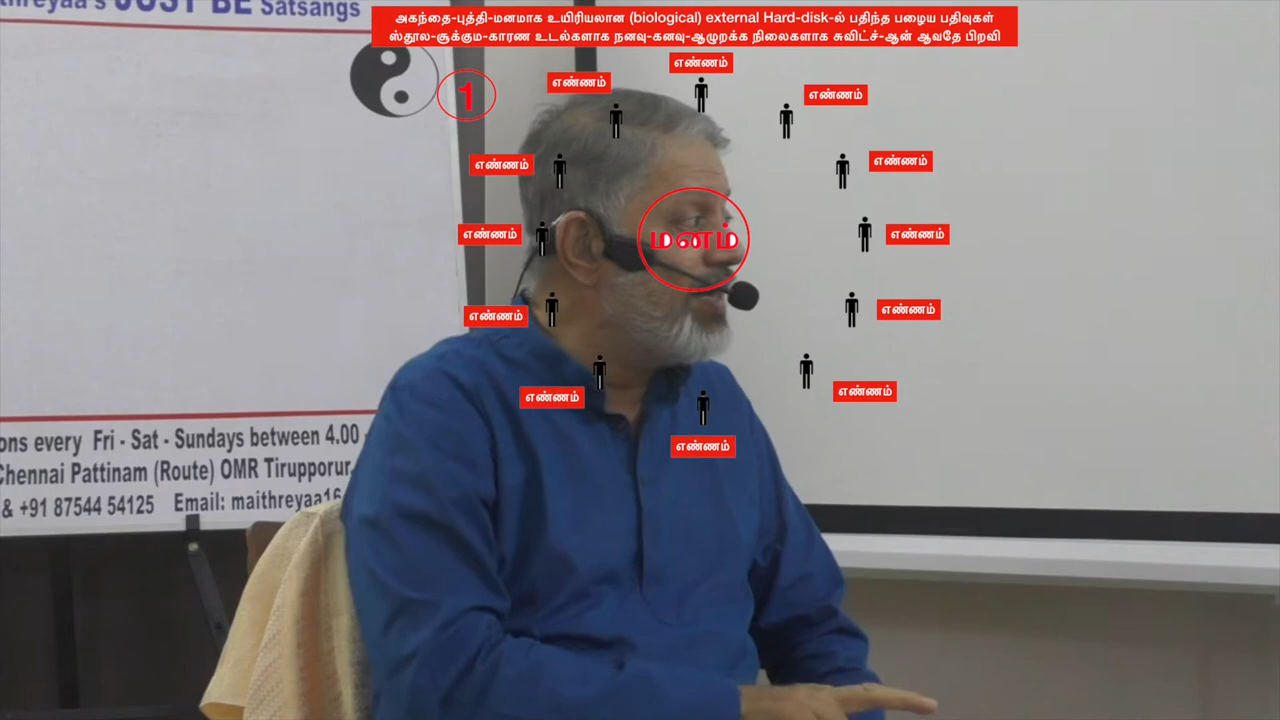 threyaa's JUST BE Satsangs
அகந்தை-புத்தி-மனமாக உயிரியலான (biological) external Hard-disk-ல் பதிந்த பழைய பதிவுகள்
ஸ்தூல-சூக்கும-காரண உடல்களாக நனவு-கனவு-ஆழுறக்க நிலைகளாக சுவிட்ச்-ஆன் ஆவதே பிறவி
1
எண்ணம்
எண்ணம்
எண்ணம்
எண்ணம்
எண்ணம்
எண்ணம்
எண்ணம்
மனம்
எண்ணம்
எண்ணம்
எண்ணம்
எண்ணம்
எண்ணம்
ons every Fri - Sat - Sundays between 4.00
Chennai Pattinam (Route) OMR Tirupporur
& +91 87544 54125 Email: maithreyaa16